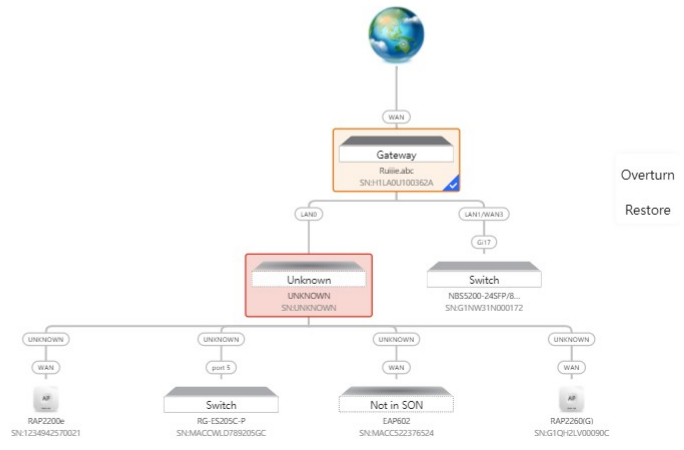 WAN
Gateway
Ruiiie.abc
SN:H1LA0U100362A
Overturn
Restore
LAN0
LAN1/WAN3
GI17
Unknown
UNKNOWN
SN:UNKNOWN
Switch
NBS5200-24SFP/8...
SN:G1NW31N000172
UNKNOWN
UNKNOWN
UNKNOWN
UNKNOWN
WAN
port 5
WAN
WAN
AP
AP
Switch
Not in SON
RAP2200e
RG-ES205C-P
EAP602
RAP2260(G)
SN:1234942570021
SN:MACCWLD789205GC
SN:MACC522376524
SN:G1QH2LV00090C